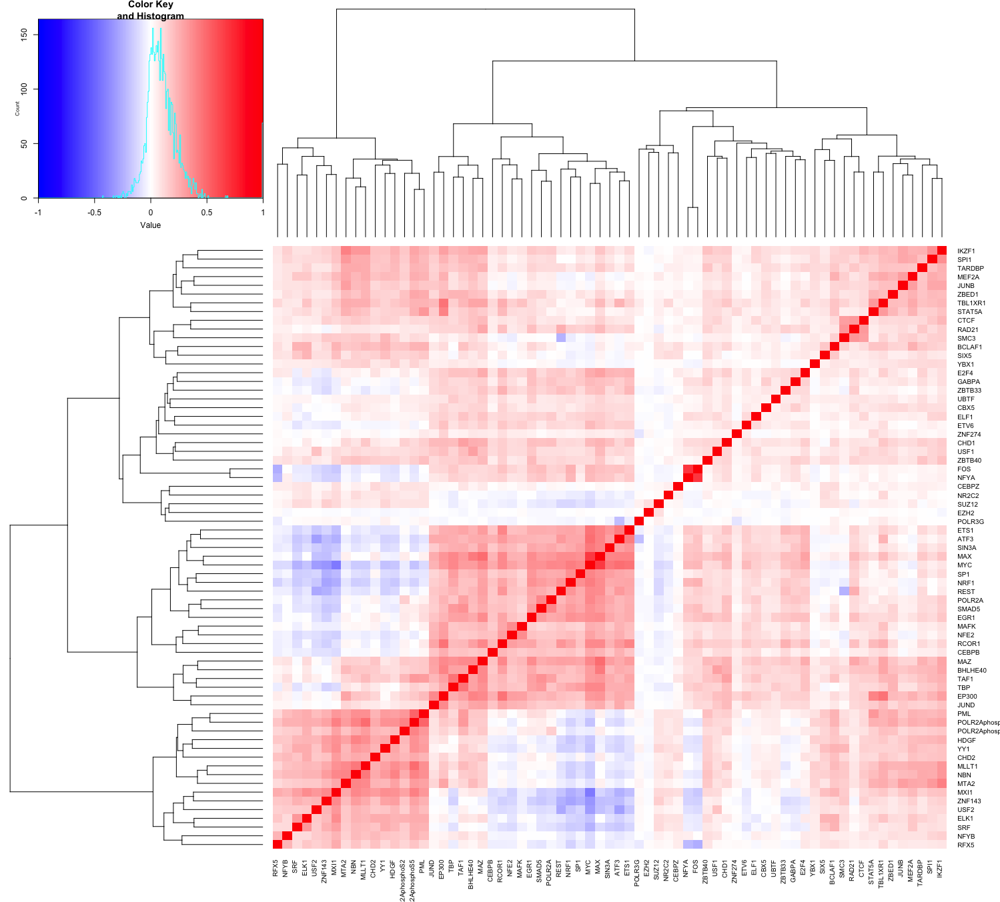 Color Key
and Histogram
Count
0
50
100
150
-1
-0.5
0
0.5
1
Value
IKZF1
SPI1
TARDBP
MEF2A
JUNB
ZBED1
TBL1XR1
STAT5A
CTCF
RAD21
SMC3
BCLAF1
SIX5
YBX1
E2F4
GABPA
ZBTB33
UBTF
CBX5
ELF1
ETV6
ZNF274
CHD1
USF1
ZBTB40
FOS
NFYA
CEBPZ
NR2C2
SUZ12
EZH2
POLR3G
ETS1
ATF3
SIN3A
MAX
MYC
SP1
NRF1
REST
POLR2A
SMAD5
EGR1
MAFK
NFE2
RCOR1
CEBPB
MAZ
BHLHE40
TAF1
TBP
EP300
JUND
PML
POLR2Aphosp
POLR2Aphosp
HDGF
YY1
CHD2
MLLT1
NBN
MTA2
MXI1
ZNF143
USF2
ELK1
SRF
NFYB
RFX5
RFX5
NFYB
SRF
ELK1
USF2
ZNF143
MXI1
MTA2
NBN
MLLT1
CHD2
YY1
HDGF
2AphosphoS2
2AphosphoS5
PML
JUND
EP300
TBP
TAF1
BHLHE40
MAZ
CEBPB
RCOR1
NFE2
MAFK
EGR1
SMAD5
POLR2A
REST
NRF1
SP1
MYC
MAX
SIN3A
ATF3
ETS1
POLR3G
EZH2
SUZ12
NR2C2
CEBPZ
NFYA
FOS
ZBTB40
USF1
CHD1
ZNF274
ETV6
ELF1
CBX5
UBTF
ZBTB33
GABPA
E2F4
YBX1
SIX5
BCLAF1
SMC3
RAD21
CTCF
STAT5A
TBL1XR1
ZBED1
JUNB
MEF2A
TARDBP
SPI1
IKZF1